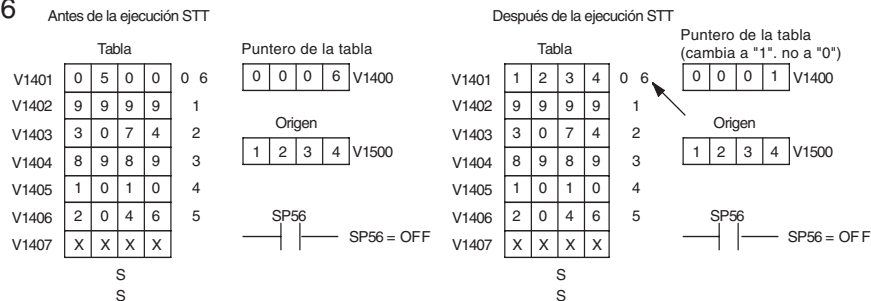 6
Antes de la ejecución STT
Tabla
V1401 0 5 0 0 0 6
V1402 9 9 9 9 1
V1403 3 0 7 4 2
V1404 8 9 8 9 3
V1405 1 0 1 0 4
V1406 2 0 4 6 5
V1407 X X X X
S
S
Puntero de la tabla
0 0 0 6 V1400
Origen
1 2 3 4 V1500
SP56
SP56 = OFF
Después de la ejecución STT
Tabla
V1401 1 2 3 4 0 6
V1402 9 9 9 9 1
V1403 3 0 7 4 2
V1404 8 9 8 9 3
V1405 1 0 1 0 4
V1406 2 0 4 6 5
V1407 X X X X
S
S
Puntero de la tabla
(cambia a "1". no a "0")
0 0 0 1 V1400
Origen
1 2 3 4 V1500
SP56
SP56 = OFF